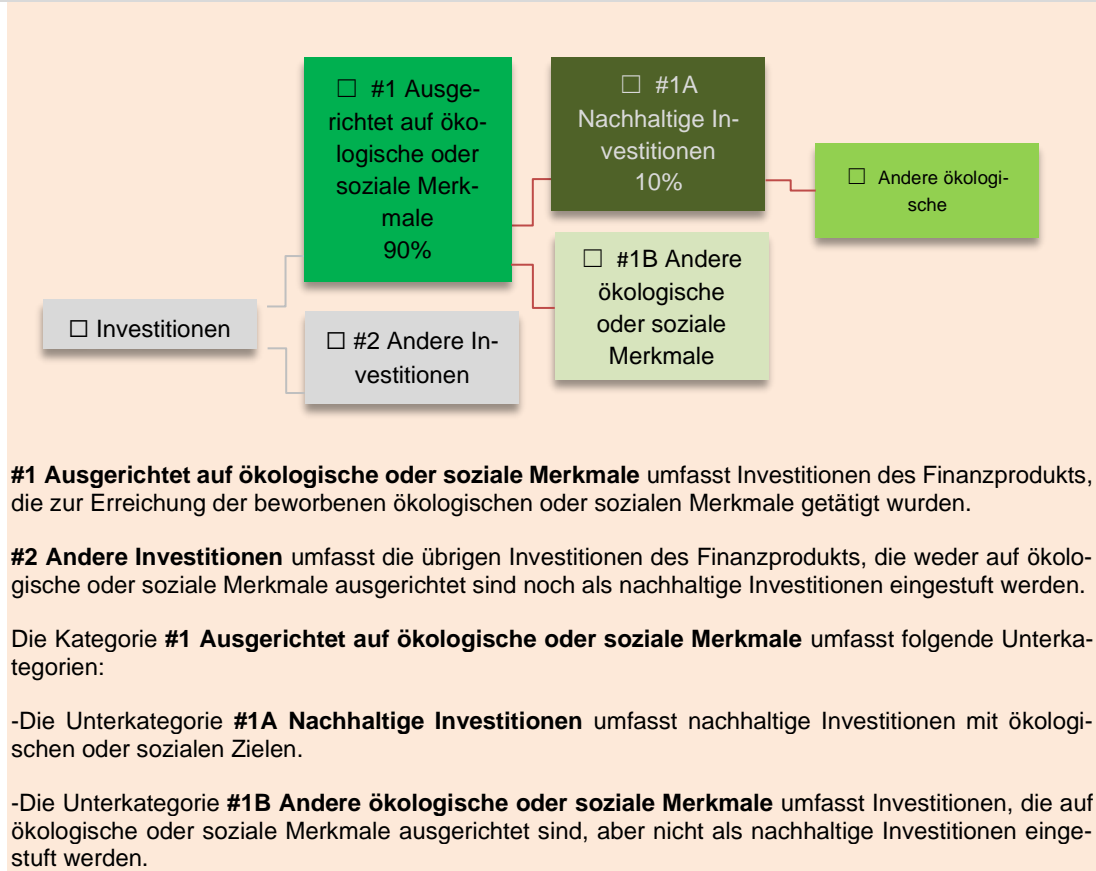 ☐ #1 Ausge-
richtet auf öko-
logische oder
soziale Merk-
male
90%
☐ #1A
Nachhaltige In-
vestitionen
10%
☐ Andere ökologi-
sche
☐ #1B Andere
ökologische
oder soziale
Merkmale
☐ Investitionen
☐ #2 Andere In-
vestitionen
#1 Ausgerichtet auf ökologische oder soziale Merkmale umfasst Investitionen des Finanzprodukts,
die zur Erreichung der beworbenen ökologischen oder sozialen Merkmale getätigt wurden.
#2 Andere Investitionen umfasst die übrigen Investitionen des Finanzprodukts, die weder auf ökolo-
gische oder soziale Merkmale ausgerichtet sind noch als nachhaltige Investitionen eingestuft werden.
Die Kategorie #1 Ausgerichtet auf ökologische oder soziale Merkmale umfasst folgende Unterka-
tegorien:
-Die Unterkategorie #1A Nachhaltige Investitionen umfasst nachhaltige Investitionen mit ökologi-
schen oder sozialen Zielen.
-Die Unterkategorie #1B Andere ökologische oder soziale Merkmale umfasst Investitionen, die auf
ökologische oder soziale Merkmale ausgerichtet sind, aber nicht als nachhaltige Investitionen einge-
stuft werden.